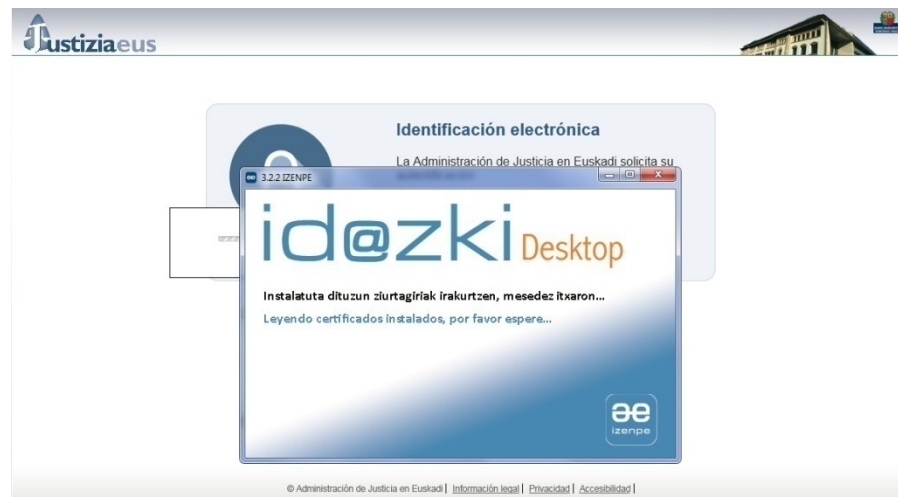 Justiziaeus
Identificación electrónica
La Administración de Justicia en Euskadi solicita su
3.2.2 IZENPE
id@zki Desktop
Instalatuta dituzun ziurtagiriak irakurtzen, mesedez itxaron...
Leyendo certificados instalados, por favor espere...
izenpe
© Administración de Justicia en Euskadi | Información legal | Privacidad | Accesibilidad |